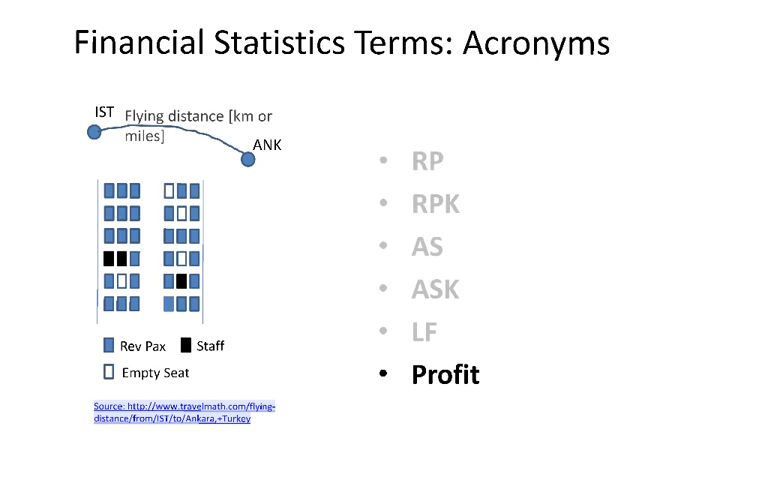 Financial Statistics Terms: Acronyms
IST
Flying distance [km or
miles]
ANK
Rev Pax
Staff
Empty Seat
Source: http://www.travelmath.com/flying-
distance/from/IST/to/Ankara,+Turkey
• RP
• RPK
• AS
• ASK
• LF
• Profit